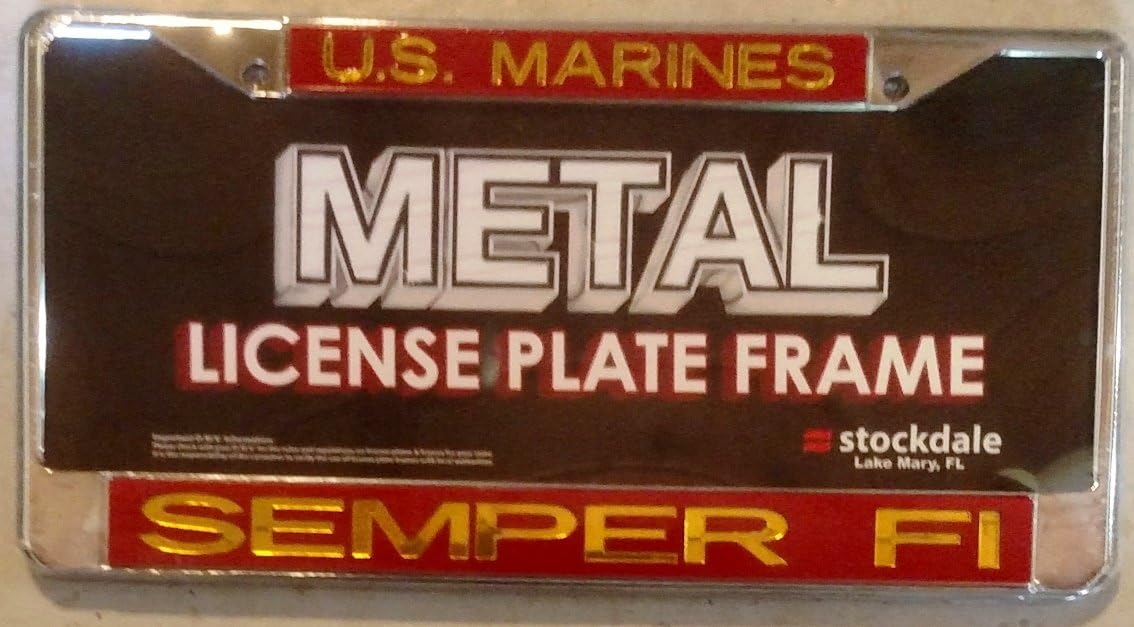 U.S. MARINES
METAL
LICENSE PLATE FRAME
stockdale
Lake Mary, FL
SEMPER FI